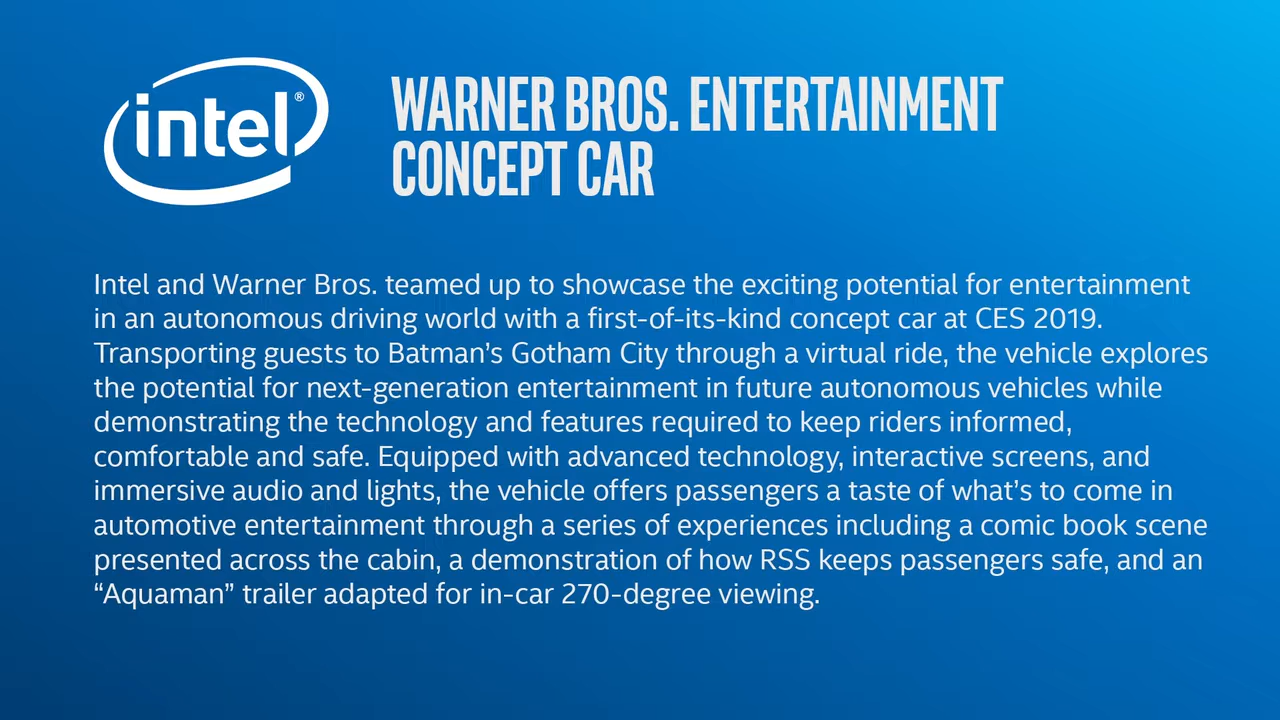 intel®
WARNER BROS. ENTERTAINMENT
CONCEPT CAR
Intel and Warner Bros. teamed up to showcase the exciting potential for entertainment
in an autonomous driving world with a first-of-its-kind concept car at CES 2019.
Transporting guests to Batman’s Gotham City through a virtual ride, the vehicle explores
the potential for next-generation entertainment in future autonomous vehicles while
demonstrating the technology and features required to keep riders informed,
comfortable and safe. Equipped with advanced technology, interactive screens, and
immersive audio and lights, the vehicle offers passengers a taste of what’s to come in
automotive entertainment through a series of experiences including a comic book scene
presented across the cabin, a demonstration of how RSS keeps passengers safe, and an
“Aquaman” trailer adapted for in-car 270-degree viewing.